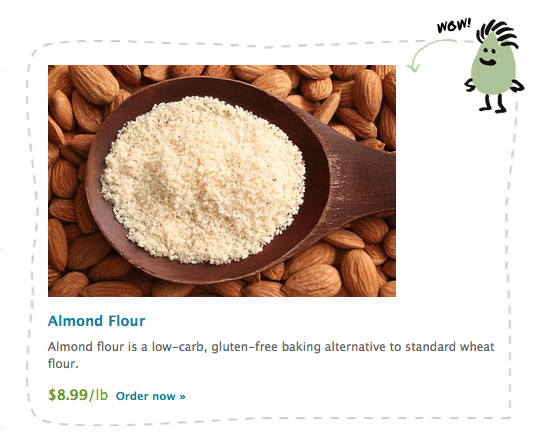 WOW!
Almond Flour
Almond flour is a low-carb, gluten-free baking alternative to standard wheat
flour.
$8.99/lb Order now »